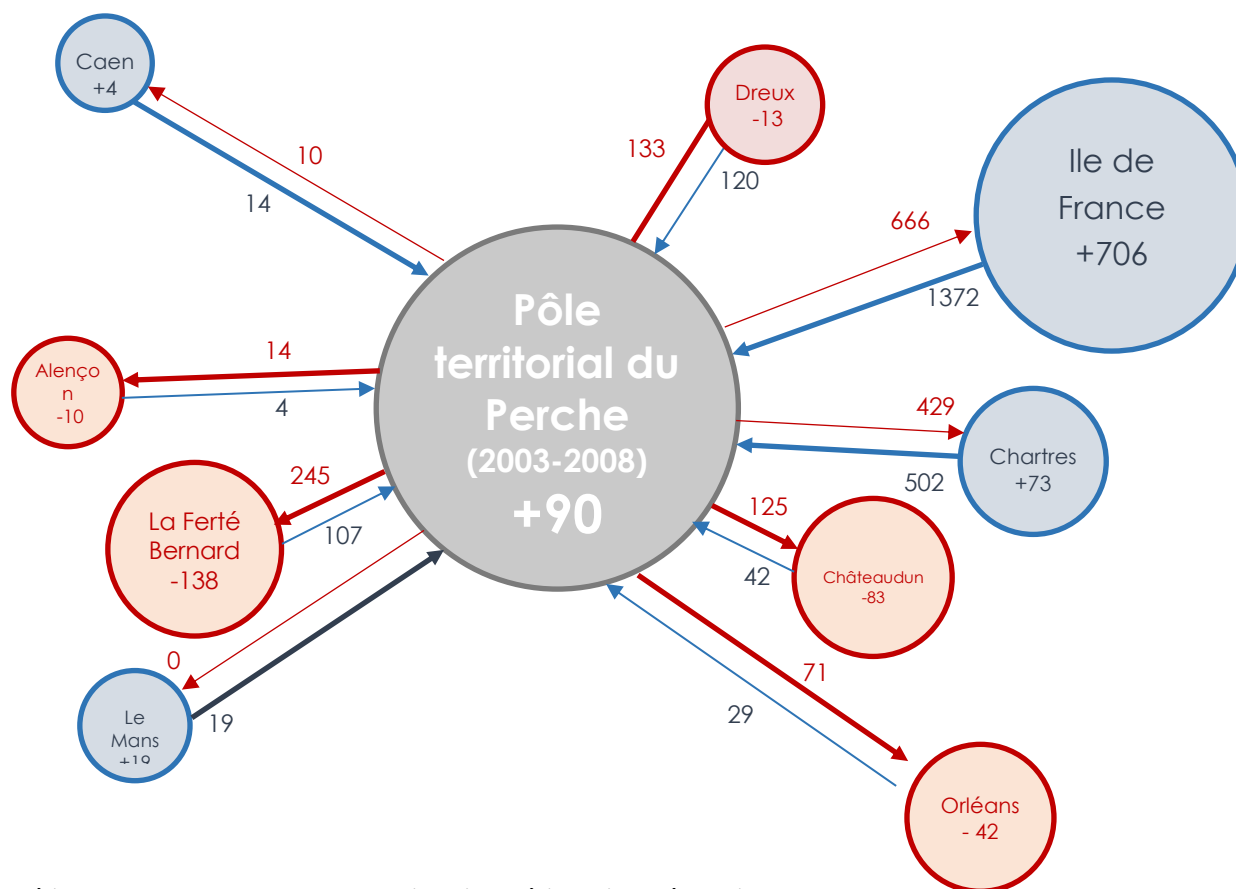 Caen
+4
10
14
Dreux
-13
133
120
Ile de
France
+706
666
1372
Pôle
territorial du
Perche
(2003-2008)
+90
Alenço
n
-10
14
4
429
502
Chartres
+73
La Ferté
Bernard
-138
245
107
125
42
Châteaudun
-83
0
19
Le
Mans
+19
71
29
Orléans
- 42